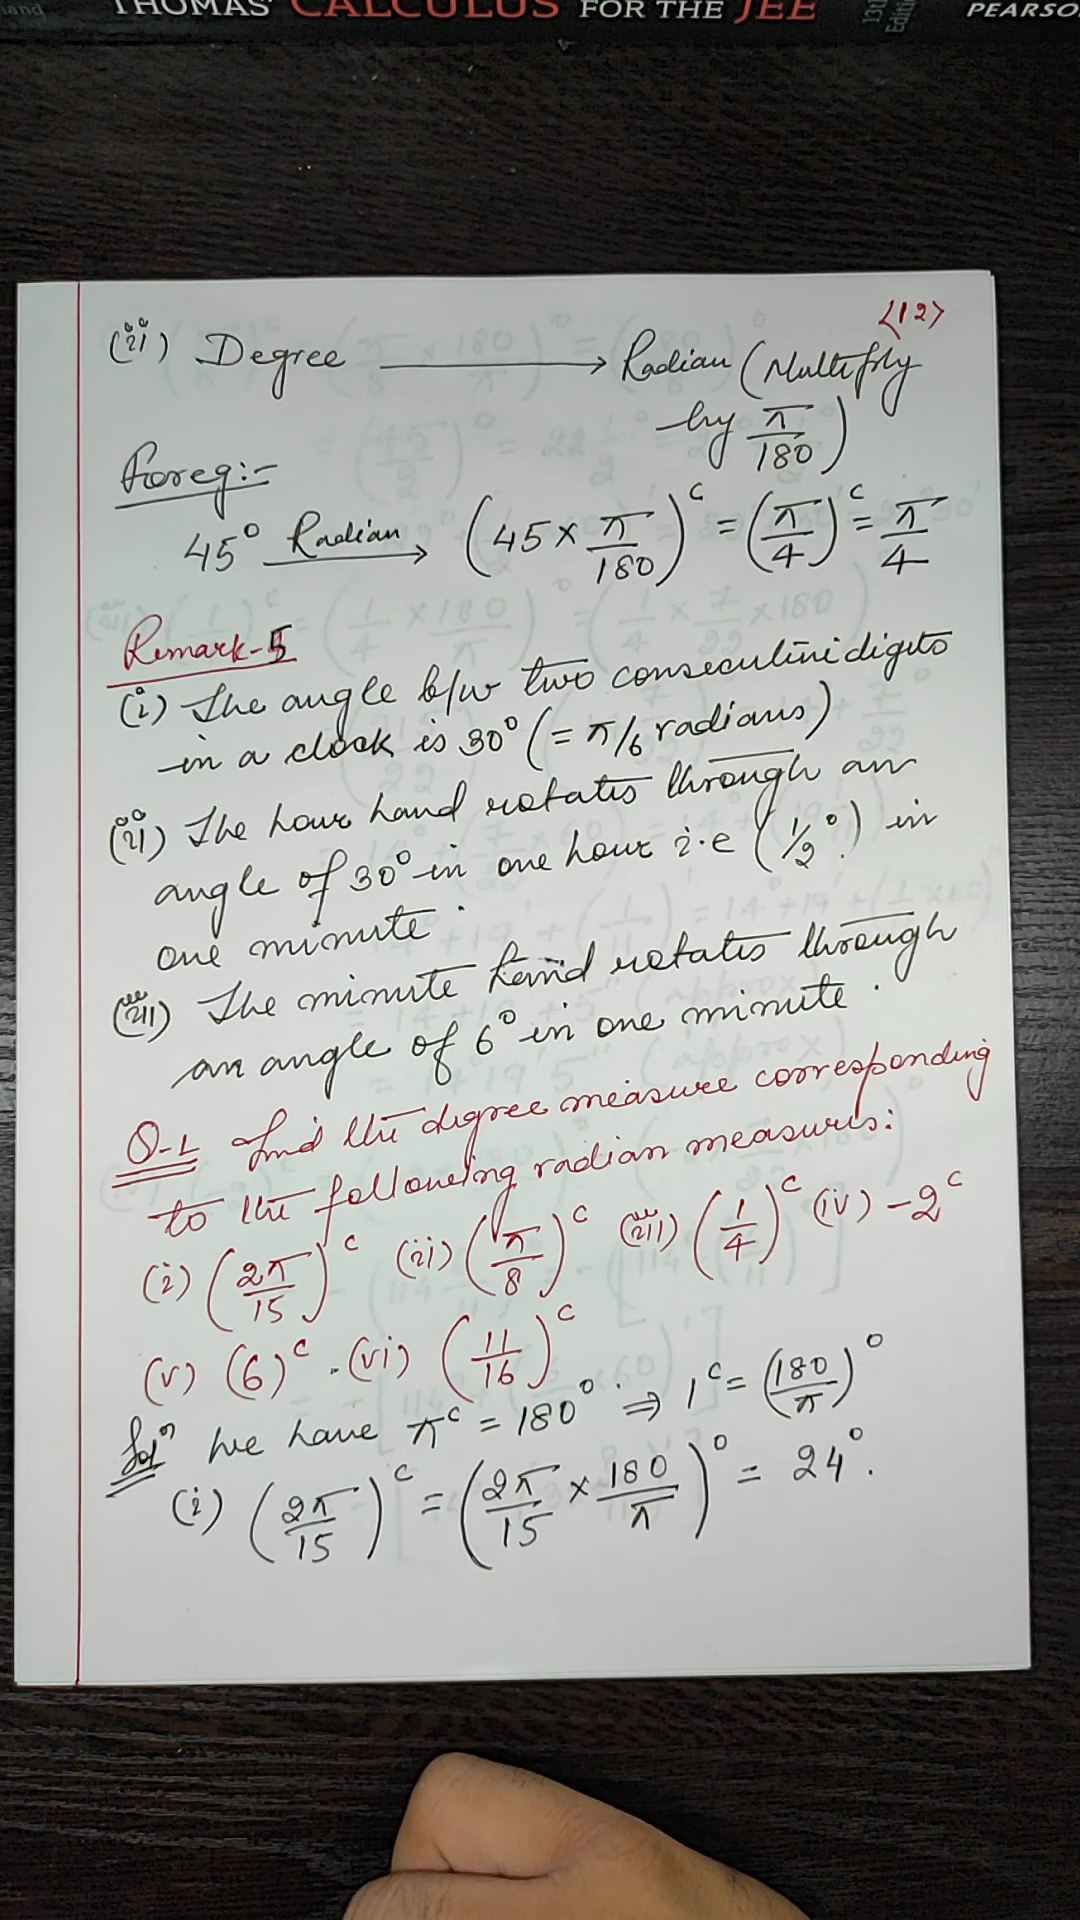 THOMAS' CALCULUS FOR THE JEE 13th Edition PEARSO
<12>
(ii) Degree ⟶ Radian (Multiply
by π/180)
For eg:-
45° Radian⟶ (45 × π/180)ᶜ = (π/4)ᶜ = π/4
Remark-5
(i) The angle b/w two consecutive digits
in a clock is 30° (= π/6 radians)
(ii) The hour hand rotates through an
angle of 30° in one hour i.e (1/2°) in
one minute.
(iii) The minute hand rotates through
an angle of 6° in one minute.
Q-1 Find the degree measure corresponding
to the following radian measures:
(i) (2π/15)ᶜ (ii) (π/8)ᶜ (iii) (1/4)ᶜ (iv) -2ᶜ
(v) (6)ᶜ . (vi) (11/16)ᶜ
Solⁿ We have πᶜ = 180° ⇒ 1ᶜ = (180/π)°
(i) (2π/15)ᶜ = (2π/15 × 180/π)° = 24°.